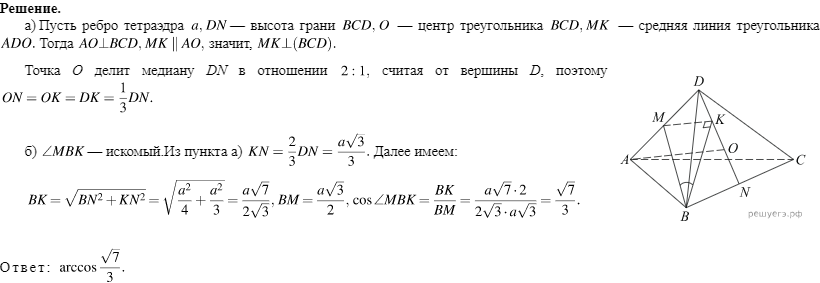 Решение.
а) Пусть ребро тетраэдра a, DN — высота грани BCD, O — центр треугольника BCD, MK — средняя линия треугольника
ADO. Тогда AO⊥BCD, MK ∥ AO, значит, MK⊥(BCD).
Точка O делит медиану DN в отношении 2 : 1, считая от вершины D, поэтому
ON = OK = DK = \frac{1}{3}DN.
б) ∠MBK — искомый.Из пункта а) KN = \frac{2}{3}DN = \frac{a\sqrt{3}}{3}. Далее имеем:
BK = \sqrt{BN^2 + KN^2} = \sqrt{\frac{a^2}{4} + \frac{a^2}{3}} = \frac{a\sqrt{7}}{2\sqrt{3}}, BM = \frac{a\sqrt{3}}{2}, cos∠MBK = \frac{BK}{BM} = \frac{a\sqrt{7} \cdot 2}{2\sqrt{3} \cdot a\sqrt{3}} = \frac{\sqrt{7}}{3}.
Ответ: arccos \frac{\sqrt{7}}{3}.
D
M
K
O
A
C
N
B
решуегэ.рф